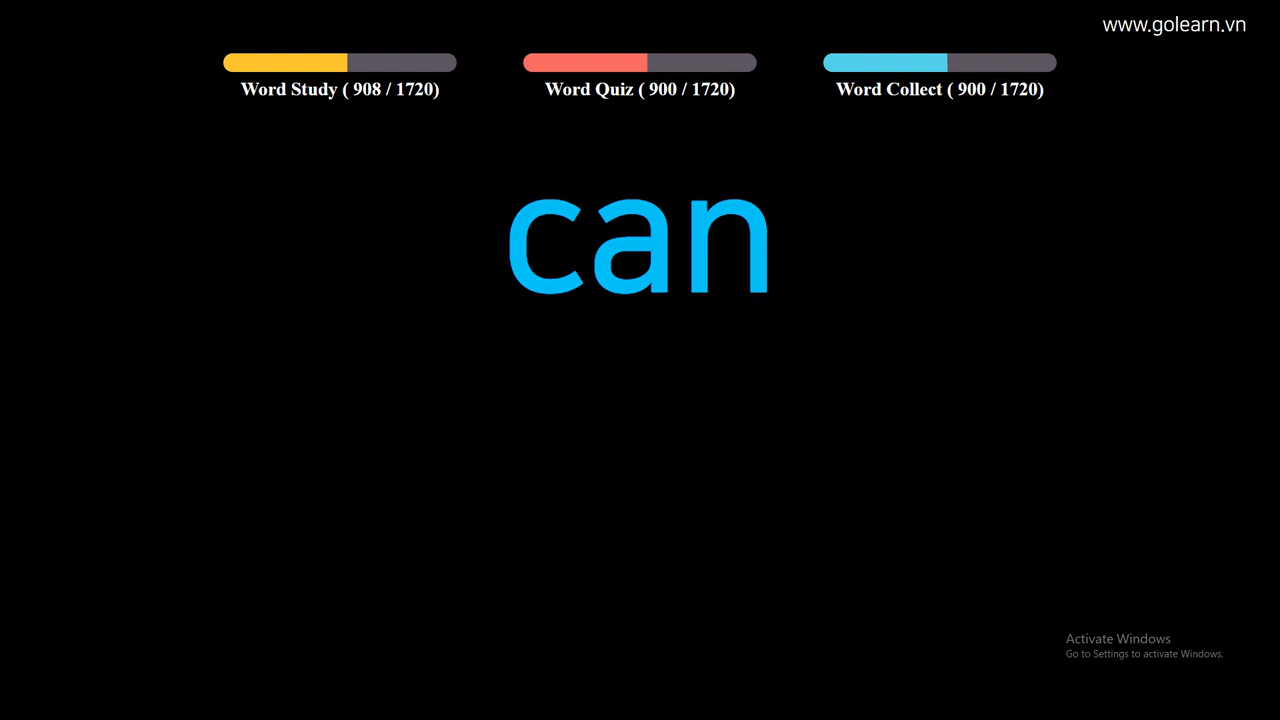 www.golearn.vn
Word Study ( 908 / 1720)
Word Quiz ( 900 / 1720)
Word Collect ( 900 / 1720)
can
Activate Windows
Go to Settings to activate Windows.